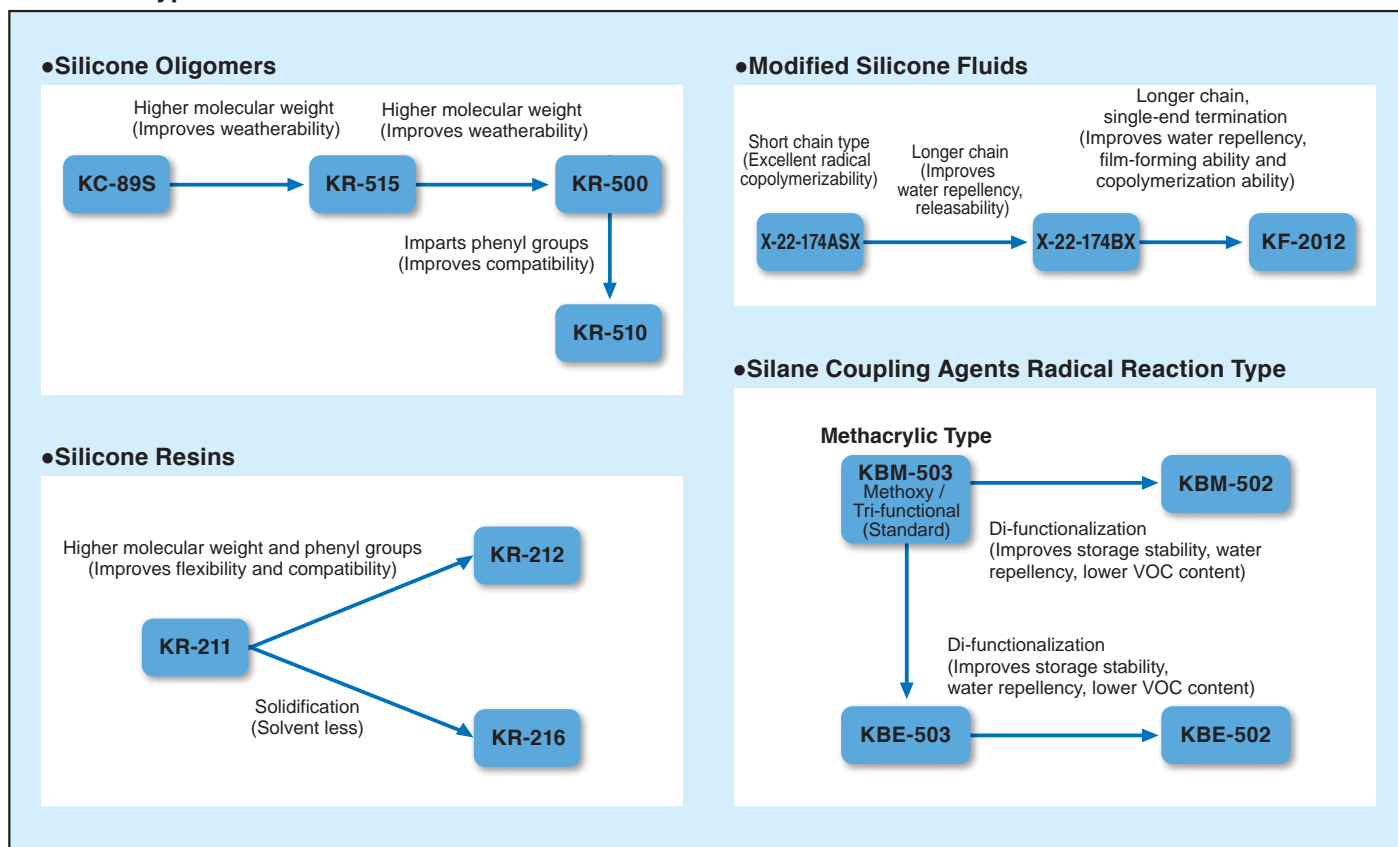 ●Silicone Oligomers
Higher molecular weight
(Improves weatherability)
Higher molecular weight
(Improves weatherability)
KC-89S
KR-515
KR-500
Imparts phenyl groups
(Improves compatibility)
KR-510
●Silicone Resins
Higher molecular weight and phenyl groups
(Improves flexibility and compatibility)
KR-212
KR-211
Solidification
(Solvent less)
KR-216
●Modified Silicone Fluids
Short chain type
(Excellent radical
copolymerizability)
Longer chain
(Improves
water repellency,
releasability)
Longer chain,
single-end termination
(Improves water repellency,
film-forming ability and
copolymerization ability)
X-22-174ASX
X-22-174BX
KF-2012
●Silane Coupling Agents Radical Reaction Type
Methacrylic Type
KBM-503
Methoxy /
Tri-functional
(Standard)
KBM-502
Di-functionalization
(Improves storage stability, water
repellency, lower VOC content)
Di-functionalization
(Improves storage stability,
water repellency, lower VOC content)
KBE-503
KBE-502